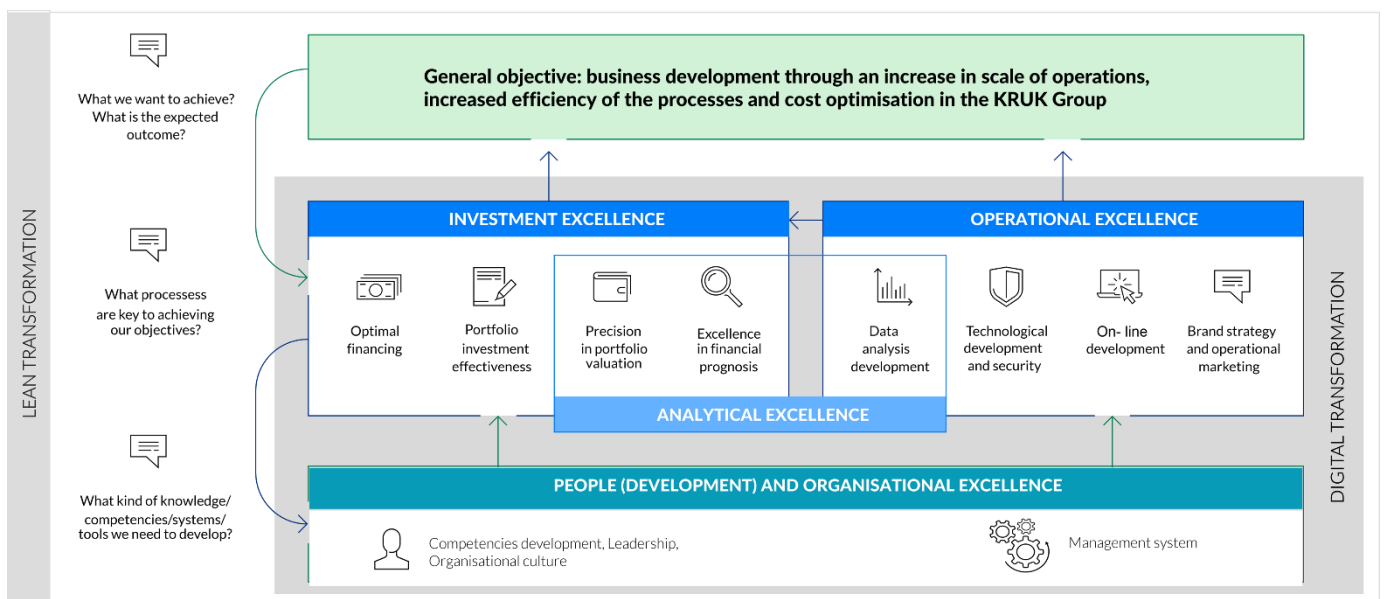 LEAN TRANSFORMATION
What we want to achieve?
What is the expected
outcome?
General objective: business development through an increase in scale of operations,
increased efficiency of the processes and cost optimisation in the KRUK Group
What processess
are key to achieving
our objectives?
INVESTMENT EXCELLENCE
Optimal
financing
Portfolio
investment
effectiveness
Precision
in portfolio
valuation
Excellence
in financial
prognosis
OPERATIONAL EXCELLENCE
Data
analysis
development
Technological
development
and security
On- line
development
Brand strategy
and operational
marketing
ANALYTICAL EXCELLENCE
What kind of knowledge/
competencies/systems/
tools we need to develop?
PEOPLE (DEVELOPMENT) AND ORGANISATIONAL EXCELLENCE
Competencies development, Leadership,
Organisational culture
Management system
DIGITAL TRANSFORMATION